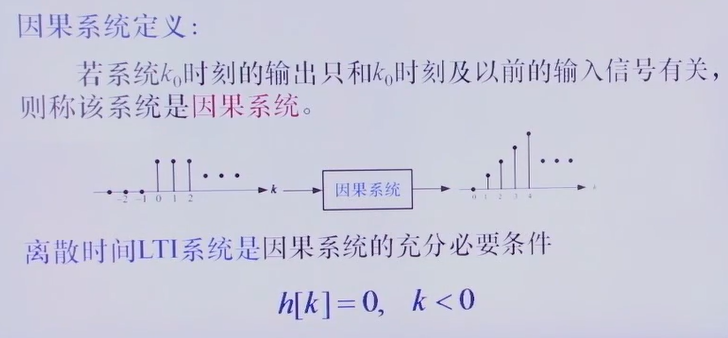 因果系统定义:
若系统k₀时刻的输出只和k₀时刻及以前的输入信号有关,
则称该系统是因果系统。
-2 -1 0 1 2 k 因果系统 0 1 2 3 4 k
离散时间LTI系统是因果系统的充分必要条件
h[k]=0, k<0